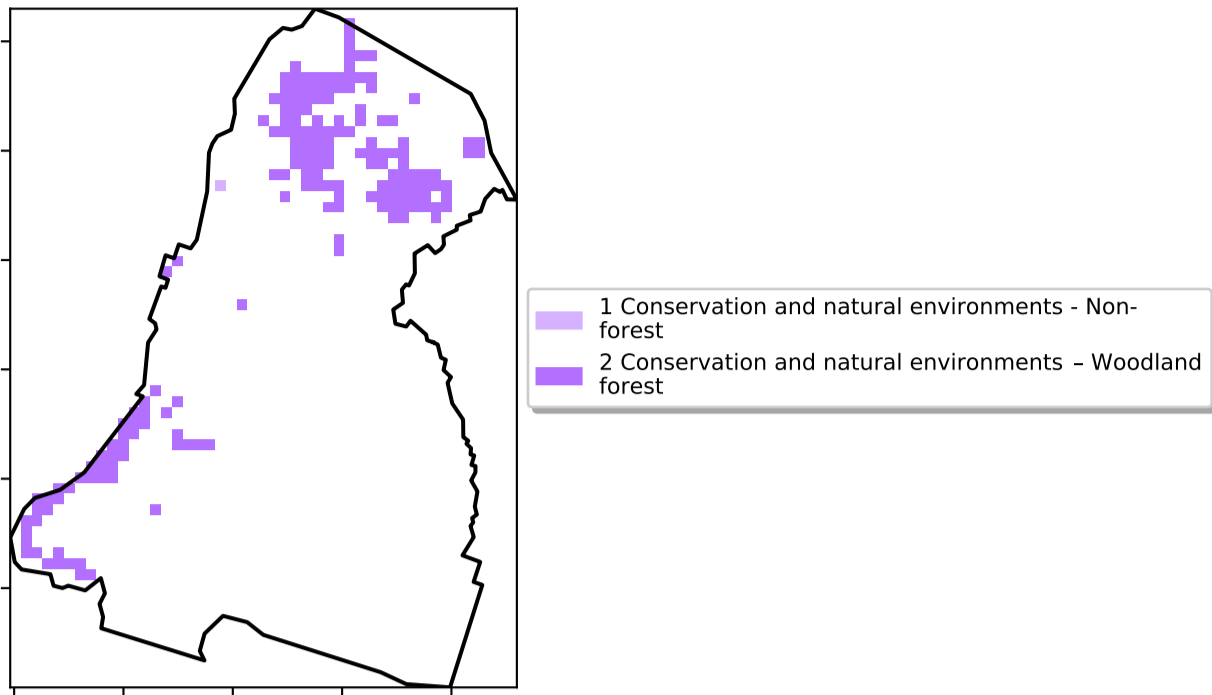 1 Conservation and natural environments - Non-
forest
2 Conservation and natural environments – Woodland
forest